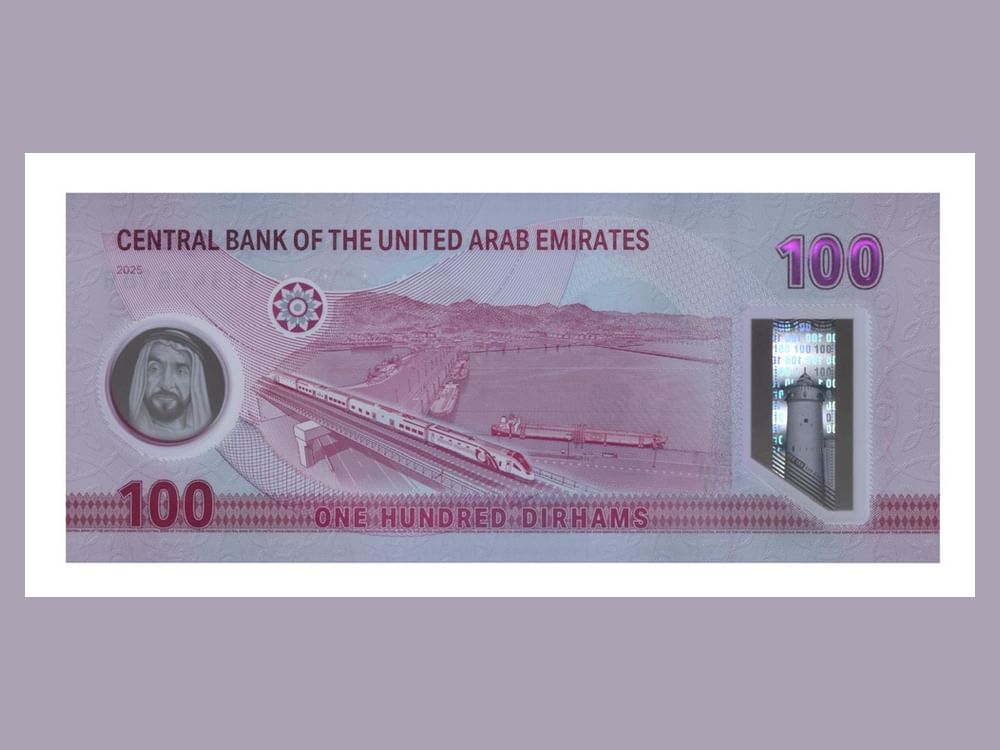 CENTRAL BANK OF THE UNITED ARAB EMIRATES
2025
100
100
ONE HUNDRED DIRHAMS